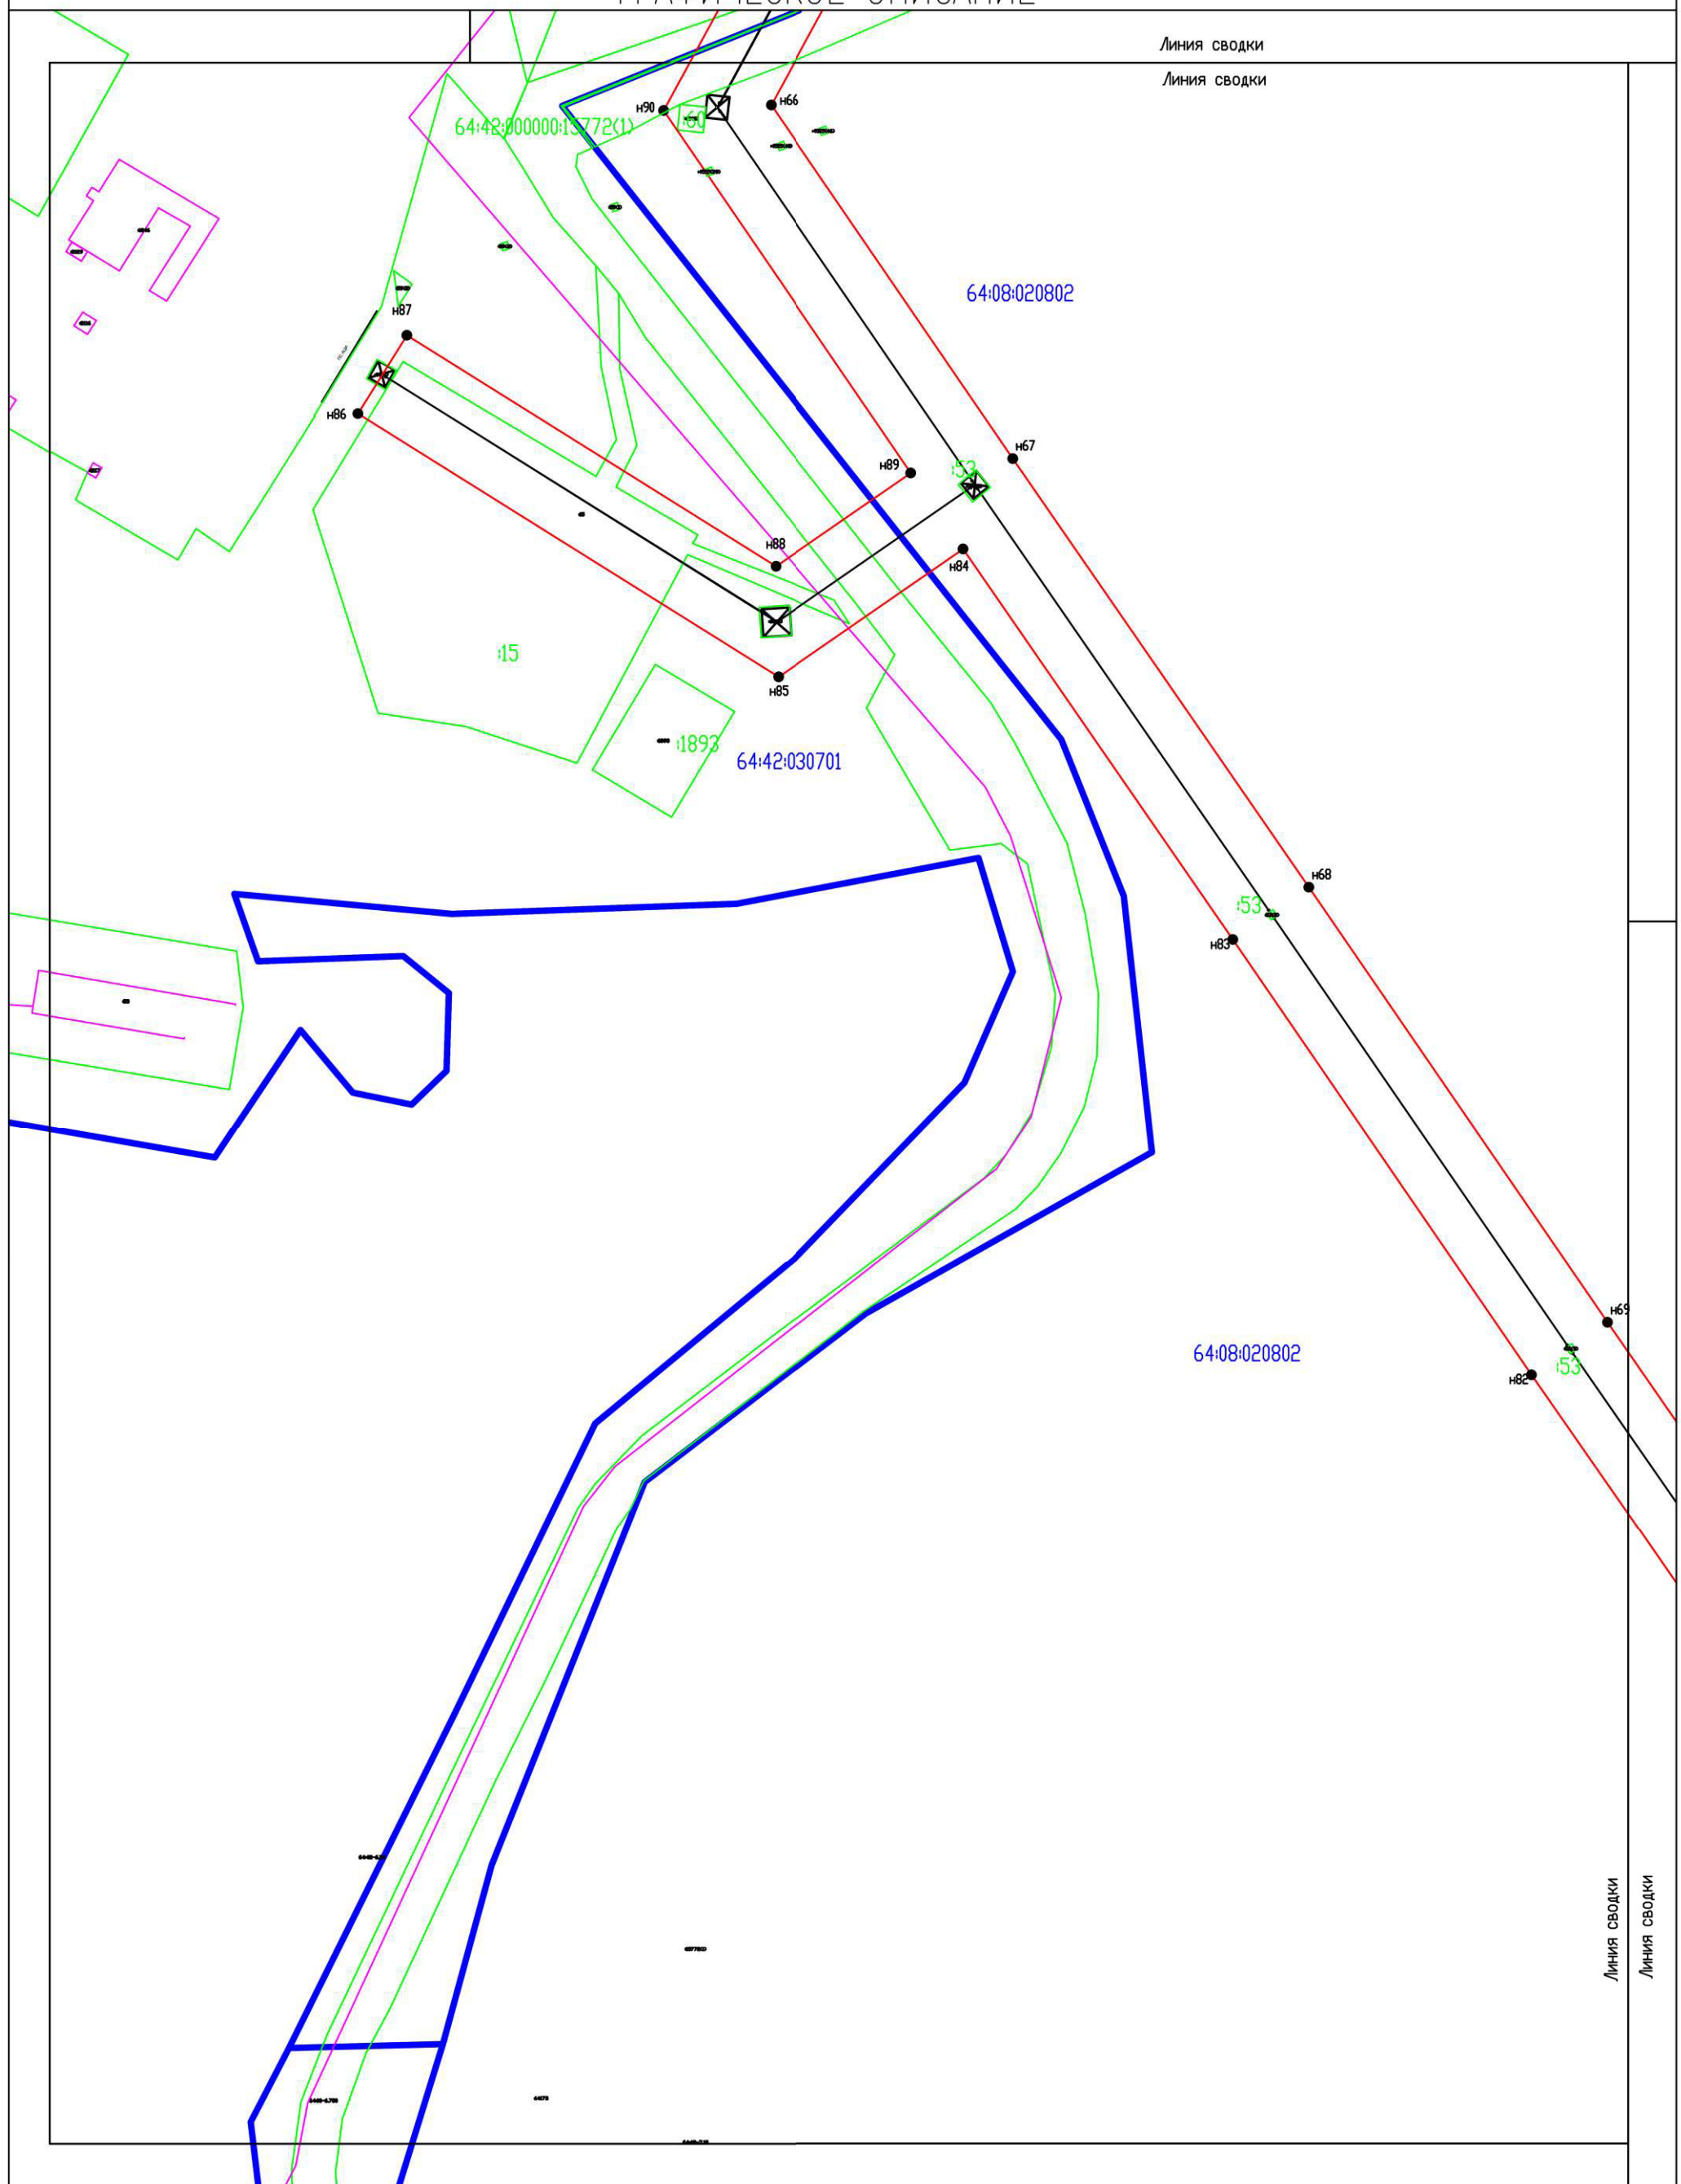 ГРАФИЧЕСКОЕ ОПИСАНИЕ
Линия сводки
Линия сводки
н90
:60
н66
64:42:000000:15772(1)
64:08:020802
н87
н86
н67
:53
н89
н88
н84
:15
н85
:1893
64:42:030701
н68
:53
н83
н69
64:08:020802
:53
н82
Линия сводки
Линия сводки